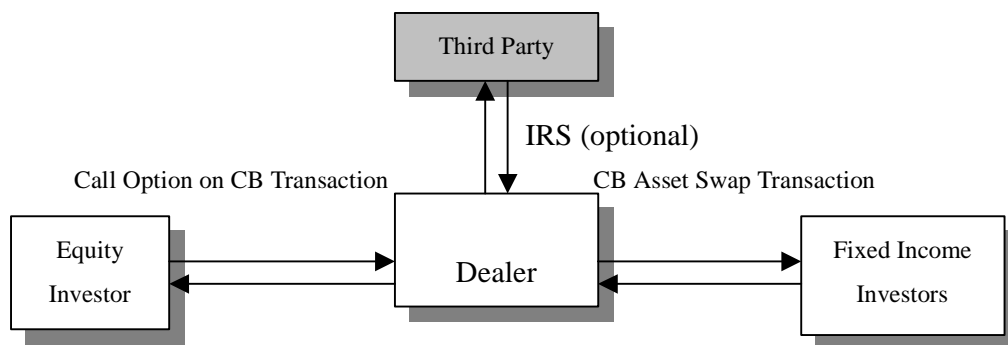 Third Party
IRS (optional)
Call Option on CB Transaction
CB Asset Swap Transaction
Equity
Investor
Dealer
Fixed Income
Investors